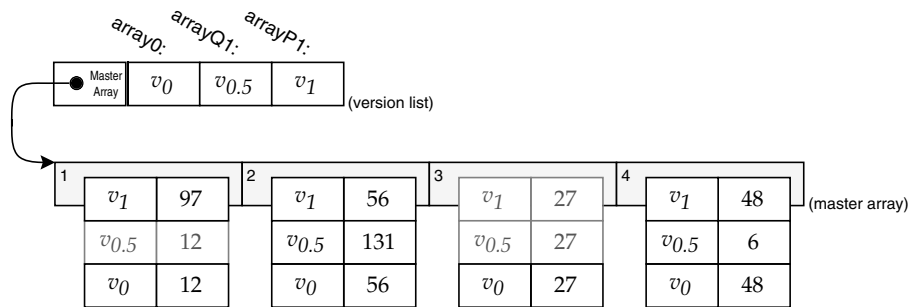 array0: arrayQ1: arrayP1:
Master Array v0 v0.5 v1
(version list)
1 2 3 4
v1 97 v1 56 v1 27 v1 48
(master array)
v0.5 12 v0.5 131 v0.5 27 v0.5 6
v0 12 v0 56 v0 27 v0 48